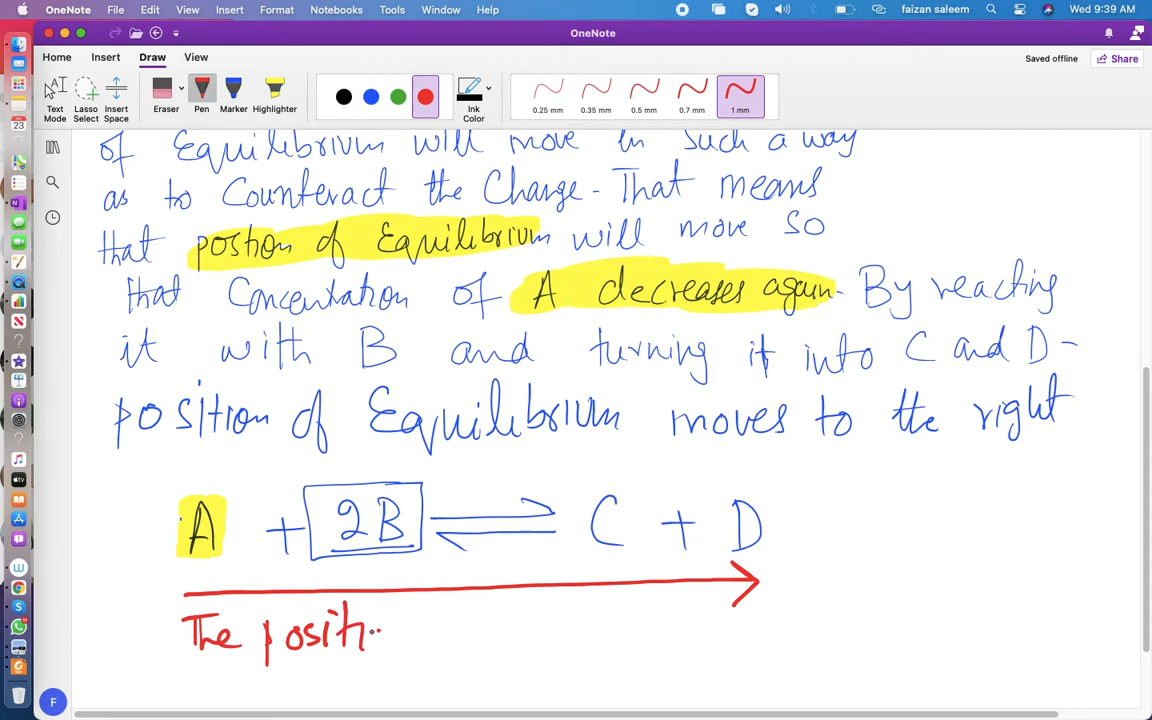 OneNote File Edit View Insert Format Notebooks Tools Window Help faizan saleem Wed 9:39 AM
OneNote
Home Insert Draw View Saved offline Share
Text Mode Lasso Select Insert Space Eraser Pen Marker Highlighter Ink Color 0.25 mm 0.35 mm 0.5 mm 0.7 mm 1 mm
of Equilibrium will move in such a way
as to Counteract the Change - That means
that postion of Equilibrium will move so
that Concentation of A decreases again - By reacting
it with B and turning it into C and D -
position of Equilibrium moves to the right
A + 2B ⇌ C + D
The positi
F